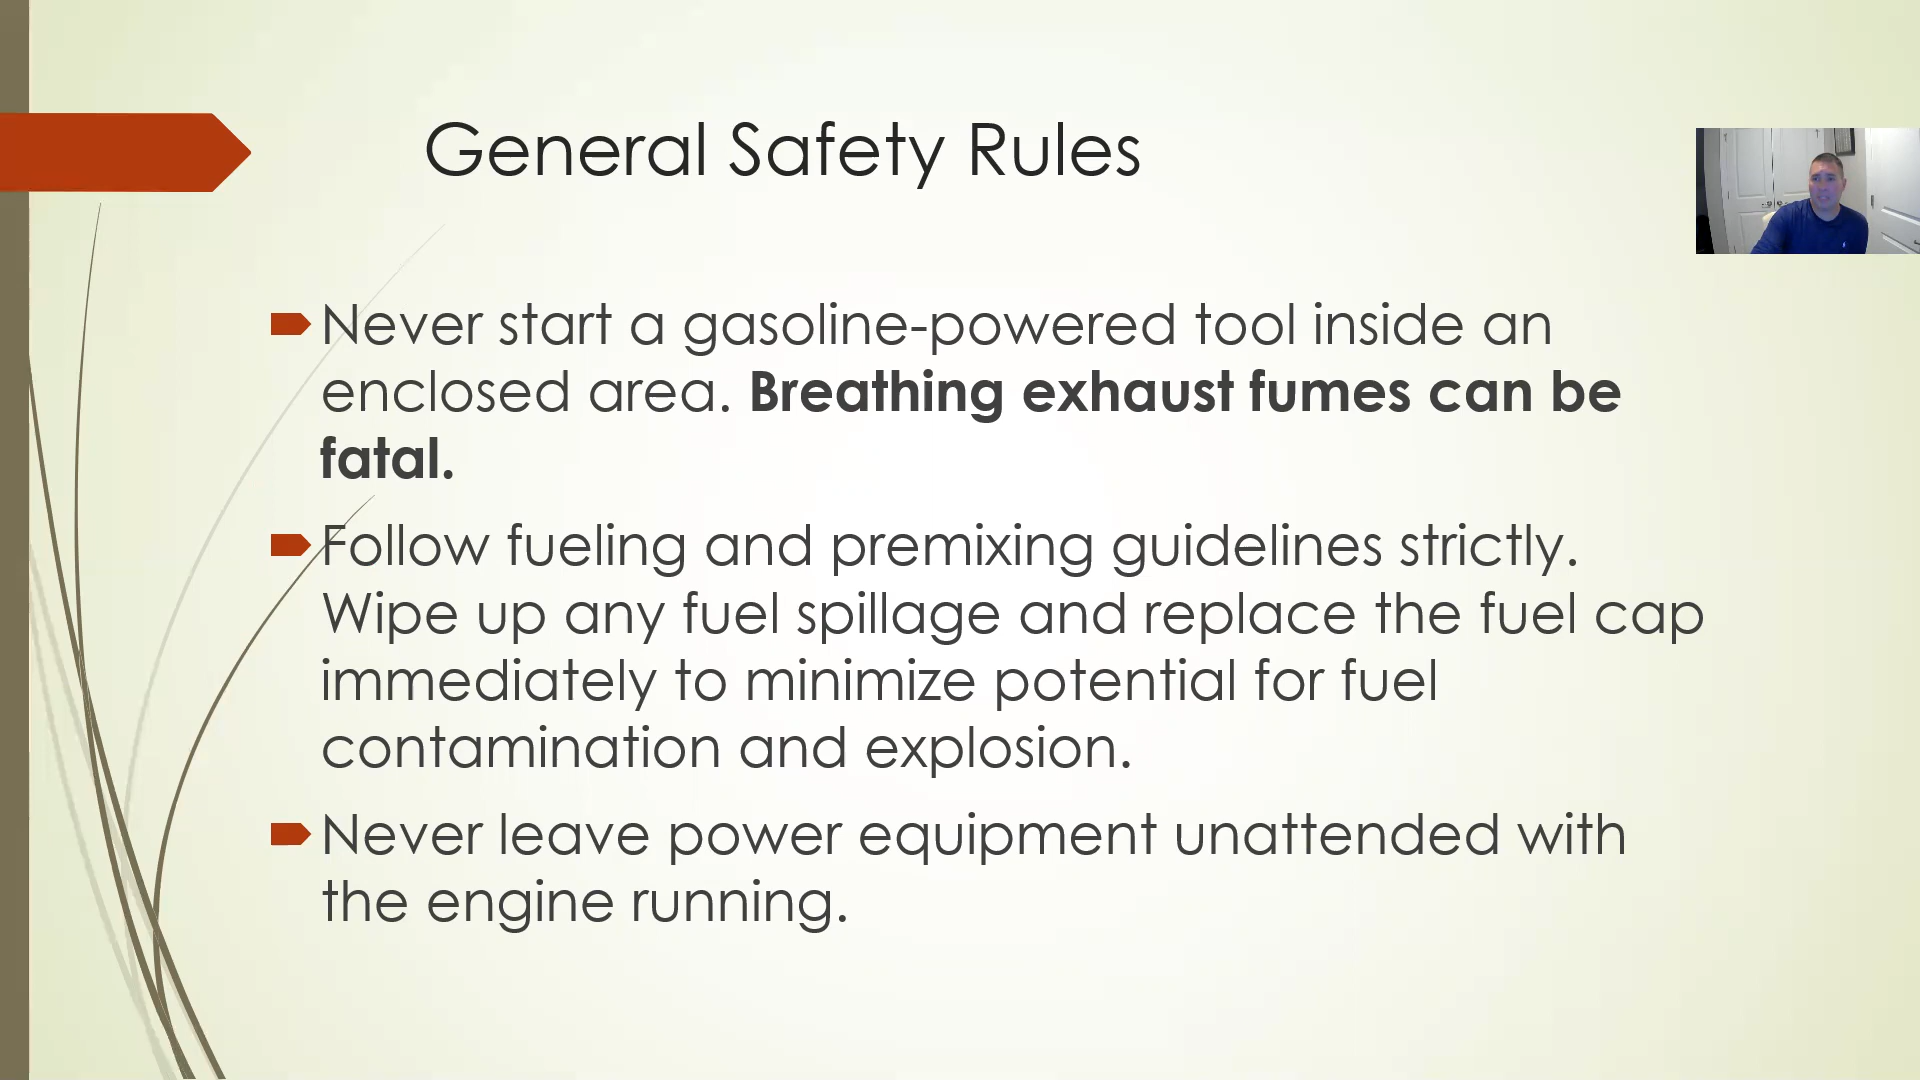 General Safety Rules
Never start a gasoline-powered tool inside an
enclosed area. Breathing exhaust fumes can be
fatal.
Follow fueling and premixing guidelines strictly.
Wipe up any fuel spillage and replace the fuel cap
immediately to minimize potential for fuel
contamination and explosion.
Never leave power equipment unattended with
the engine running.